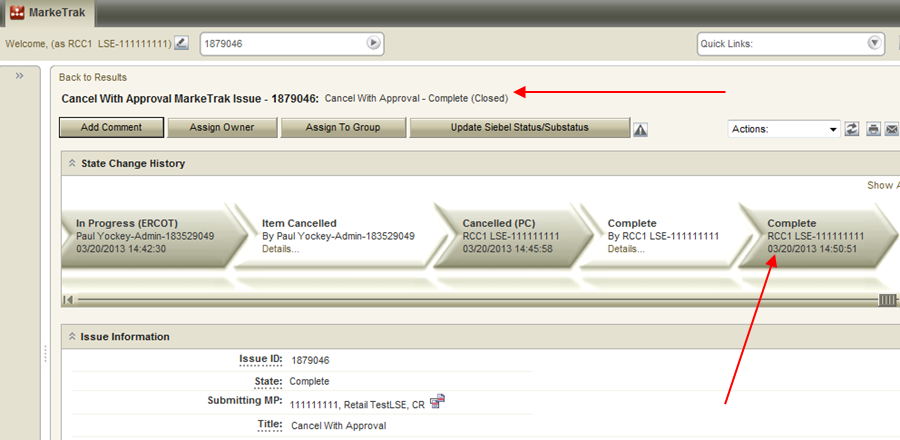 MarkeTrak
Welcome, (as RCC1 LSE-111111111)
1879046
Quick Links:
Back to Results
Cancel With Approval MarkeTrak Issue - 1879046: Cancel With Approval - Complete (Closed)
Add Comment
Assign Owner
Assign To Group
Update Siebel Status/Substatus
Actions:
State Change History
Show A
In Progress (ERCOT)
Paul Yockey-Admin-183529049
03/20/2013 14:42:30
Item Cancelled
By Paul Yockey-Admin-183529049
Details...
Cancelled (PC)
RCC1 LSE-111111111
03/20/2013 14:45:58
Complete
By RCC1 LSE-111111111
Details...
Complete
RCC1 LSE-111111111
03/20/2013 14:50:51
Issue Information
Issue ID: 1879046
State: Complete
Submitting MP: 111111111, Retail TestLSE, CR
Title: Cancel With Approval